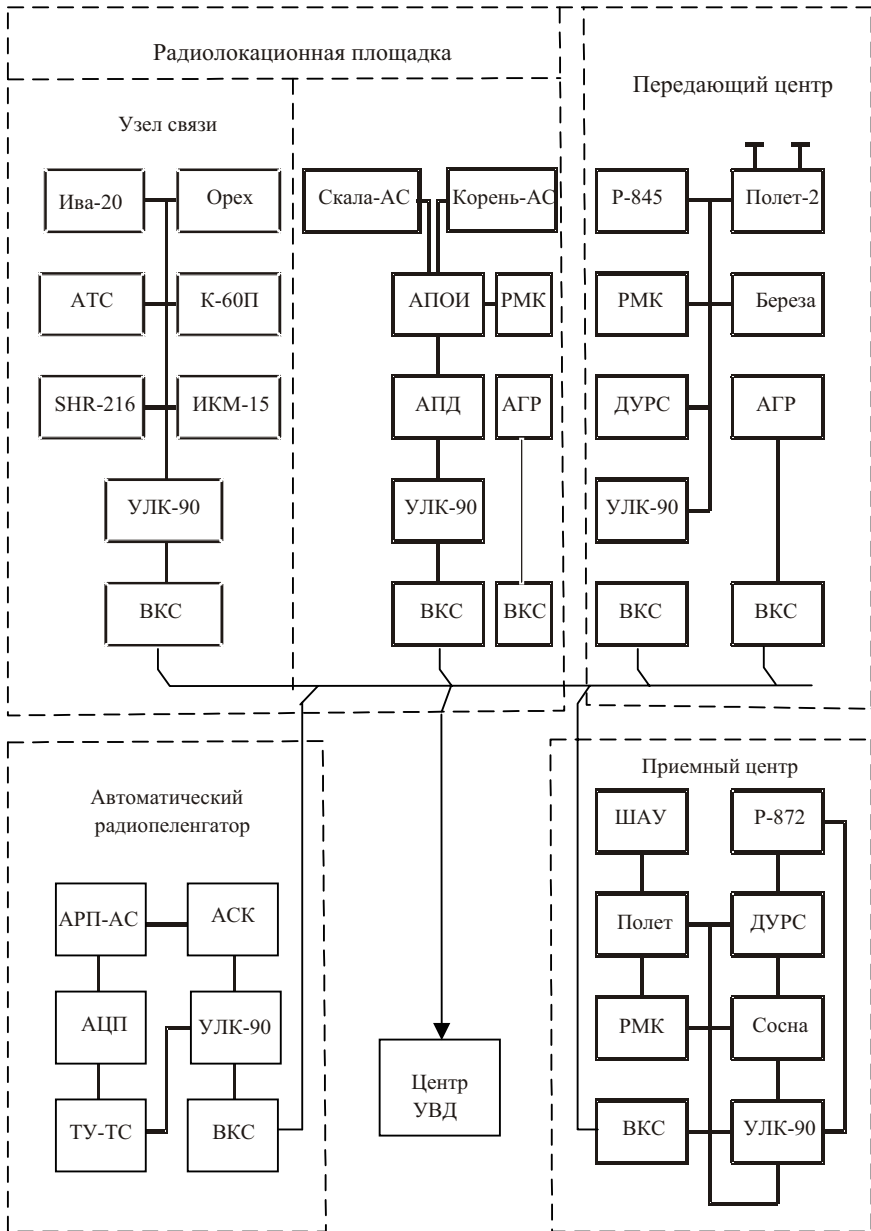 Радиолокационная площадка
Передающий центр
Узел связи
Ива-20
Орех
Скала-АС
Корень-АС
Р-845
Полет-2
АТС
К-60П
АПОИ
РМК
РМК
Береза
SHR-216
ИКМ-15
АПД
АГР
ДУРС
АГР
УЛК-90
УЛК-90
УЛК-90
ВКС
ВКС
ВКС
ВКС
ВКС
Автоматический
радиопеленгатор
Приемный центр
ШАУ
Р-872
АРП-АС
АСК
Полет
ДУРС
АЦП
УЛК-90
РМК
Сосна
Центр
УВД
ТУ-ТС
ВКС
ВКС
УЛК-90